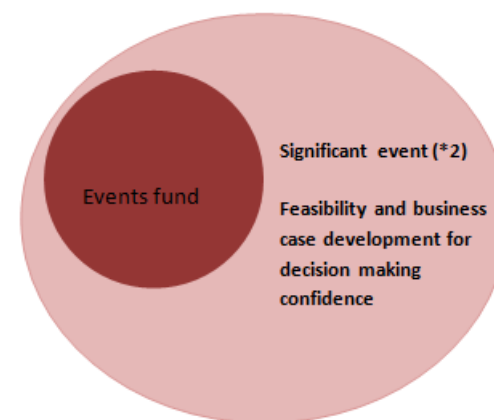 Events fund
Significant event (*2)
Feasibility and business
case development for
decision making
confidence